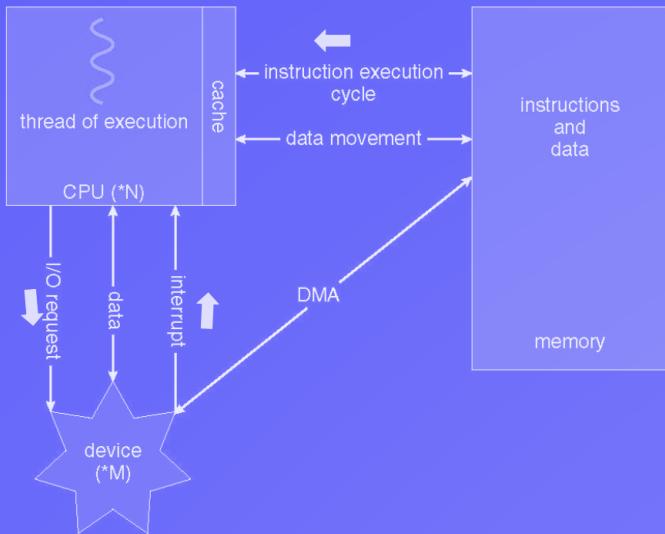 thread of execution
cache
CPU (*N)
instruction execution
cycle
data movement
instructions
and
data
memory
I/O request
data
interrupt
DMA
device
(*M)